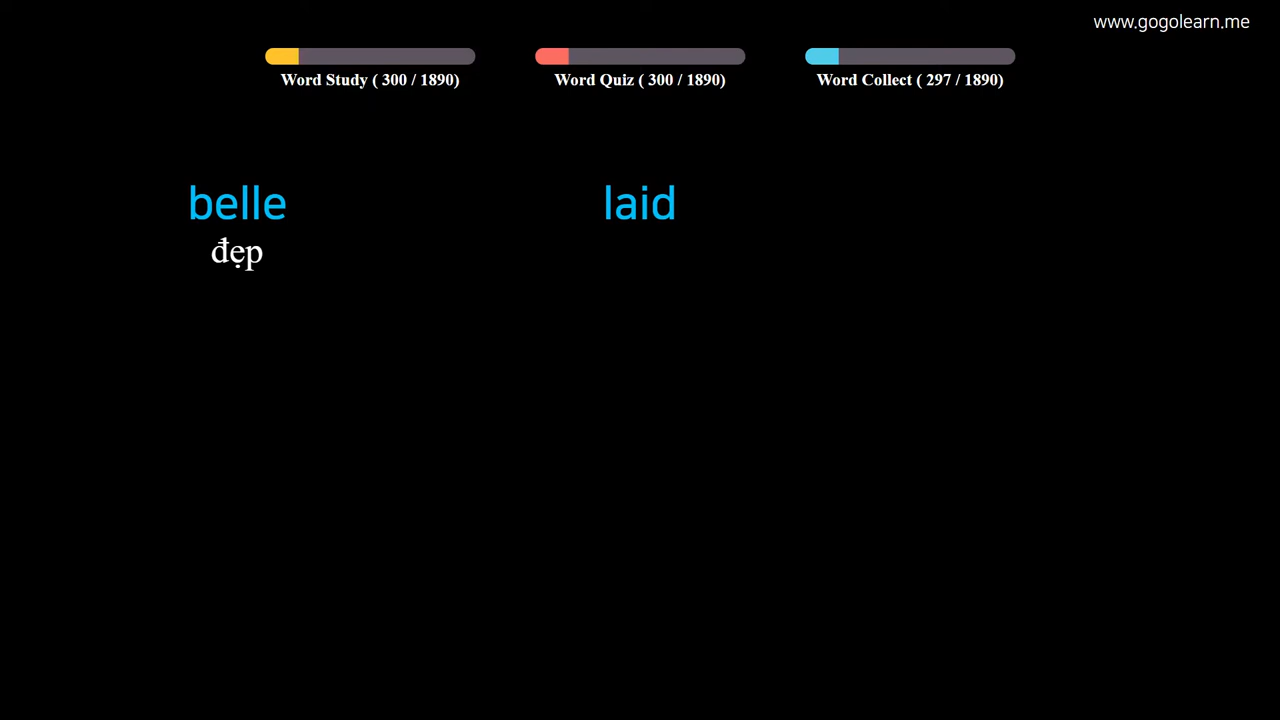 www.gogolearn.me
Word Study ( 300 / 1890)
Word Quiz ( 300 / 1890)
Word Collect ( 297 / 1890)
belle
đẹp
laid